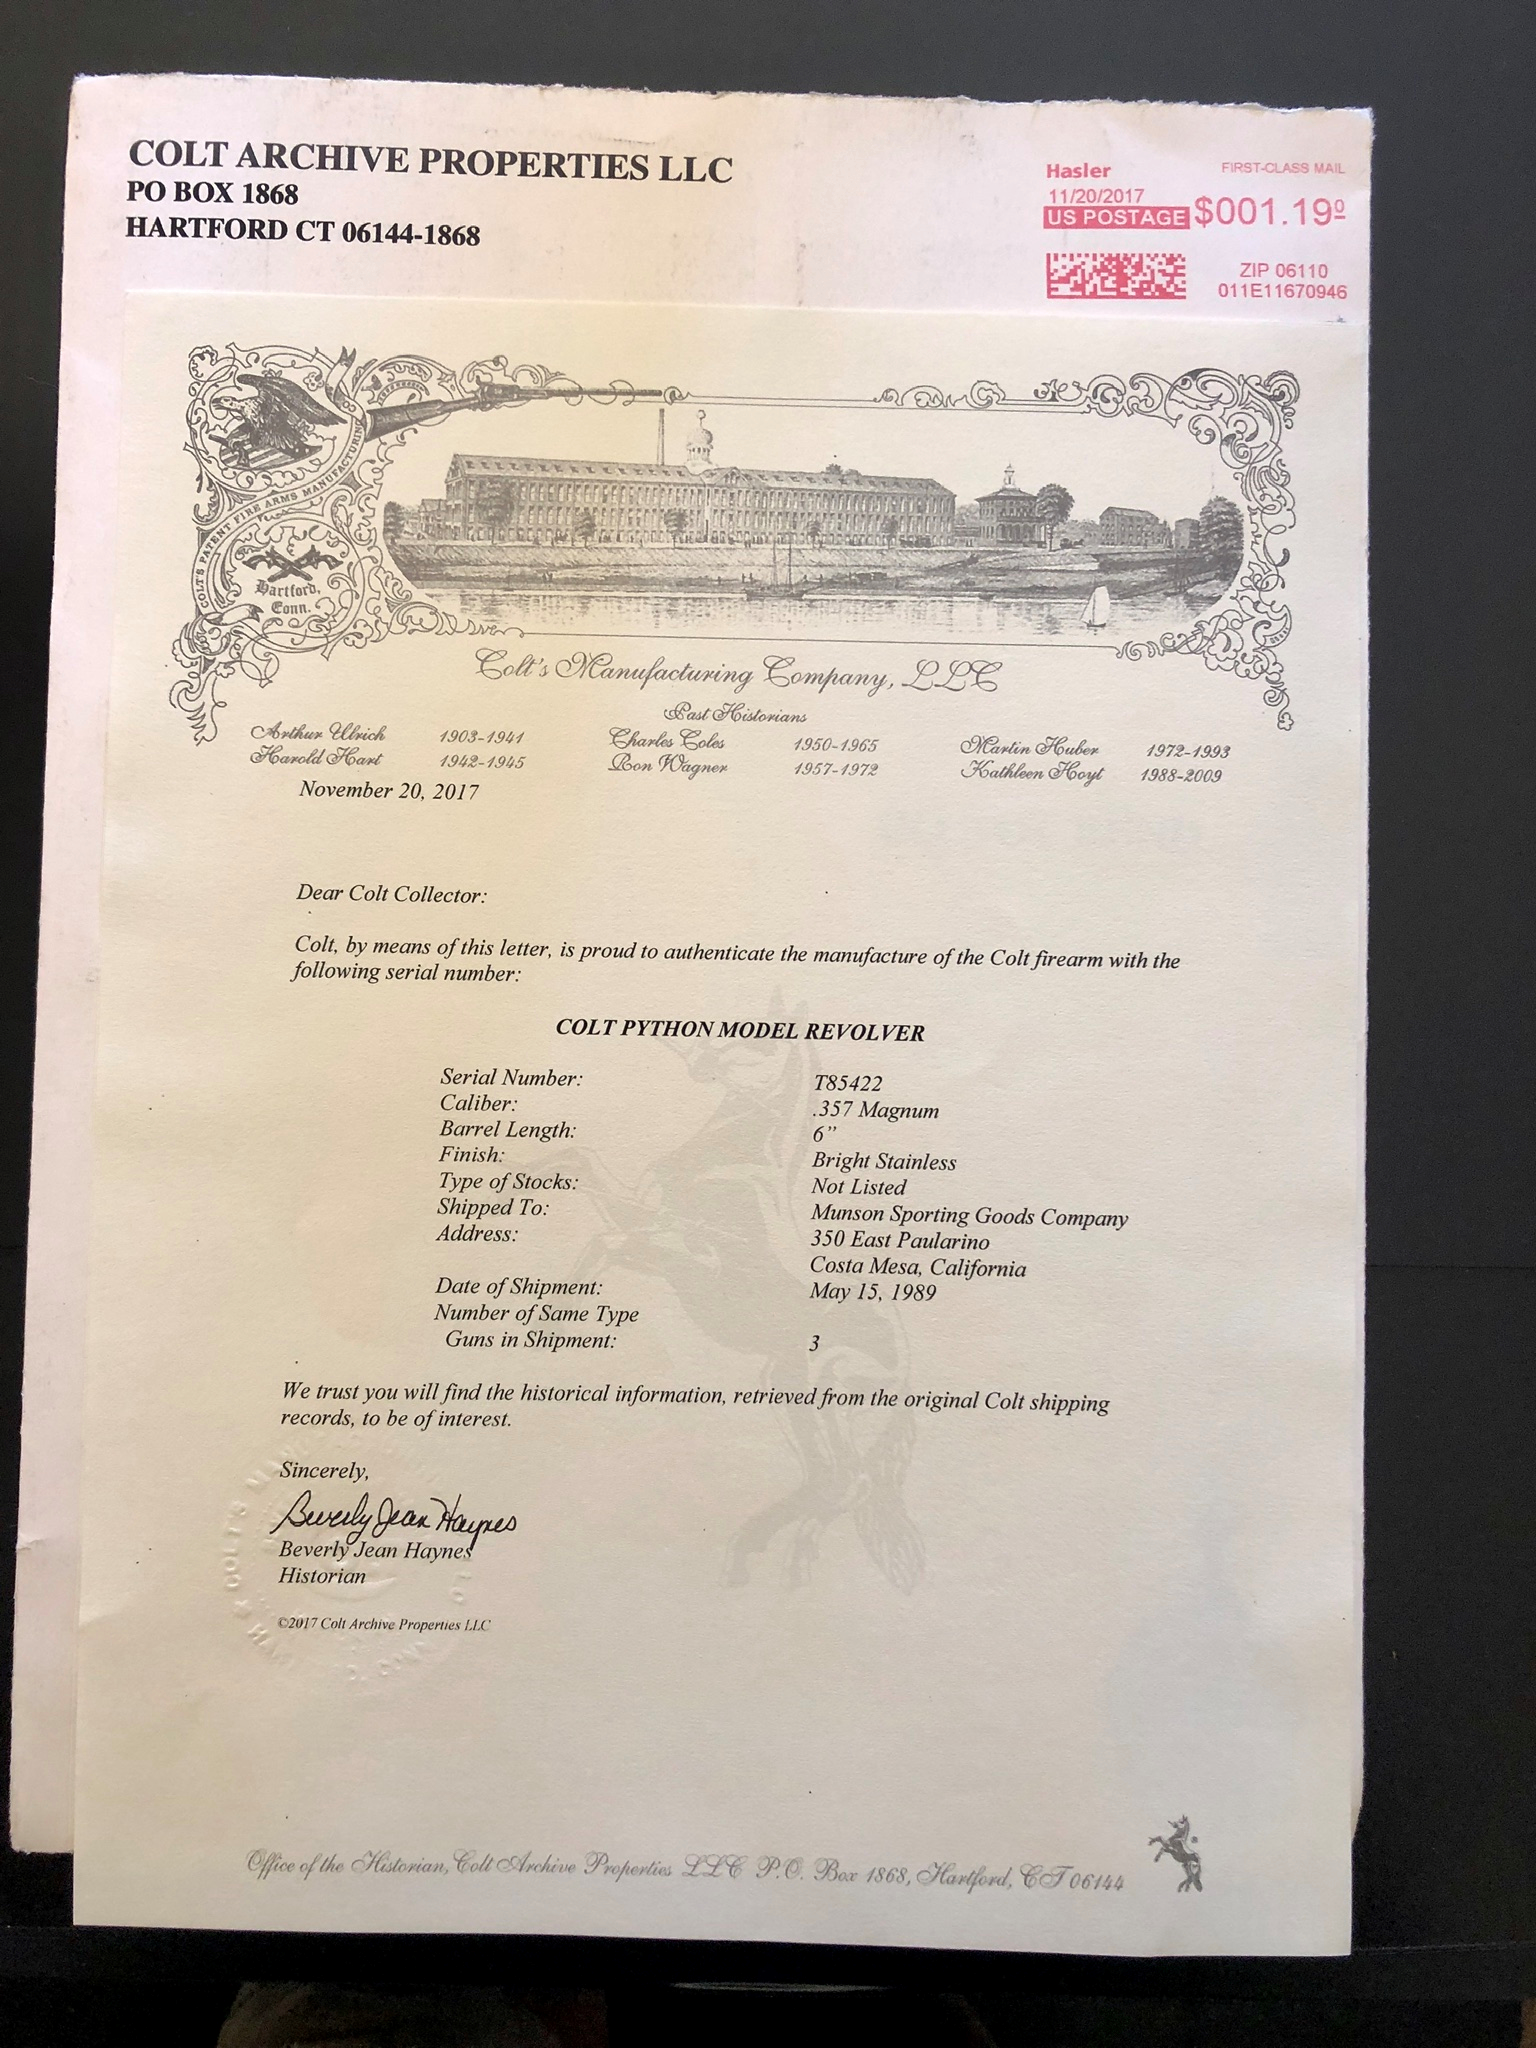 COLT ARCHIVE PROPERTIES LLC
PO BOX 1868
HARTFORD CT 06144-1868
Hasler
FIRST-CLASS MAIL
11/20/2017
US POSTAGE $001.19⁰
ZIP 06110
011E11670946
COLT'S PATENT FIRE ARMS MANUFACTURING
Hartford,
Conn.
Colt's Manufacturing Company, LLC
Past Historians
Arthur Ulrich 1903-1941 Charles Coles 1950-1965 Martin Huber 1972-1993
Harold Hart 1942-1945 Ron Wagner 1957-1972 Kathleen Hoyt 1988-2009
November 20, 2017
Dear Colt Collector:
Colt, by means of this letter, is proud to authenticate the manufacture of the Colt firearm with the
following serial number:
COLT PYTHON MODEL REVOLVER
Serial Number: T85422
Caliber: .357 Magnum
Barrel Length: 6”
Finish: Bright Stainless
Type of Stocks: Not Listed
Shipped To: Munson Sporting Goods Company
Address: 350 East Paularino
Costa Mesa, California
Date of Shipment: May 15, 1989
Number of Same Type
Guns in Shipment: 3
We trust you will find the historical information, retrieved from the original Colt shipping
records, to be of interest.
Sincerely,
Beverly Jean Haynes
Beverly Jean Haynes
Historian
©2017 Colt Archive Properties LLC
Office of the Historian, Colt Archive Properties LLC P.O. Box 1868, Hartford, CT 06144